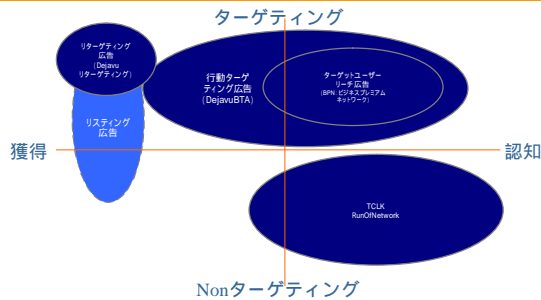 ターゲティング
リターゲティング
広告
(Dejavu
リターゲティング)
行動ターゲ
ティング広告
(DejavuBTA)
ターゲットユーザー
リーチ広告
(BPN:ビジネスプレミアム
ネットワーク)
リスティング
広告
獲得
認知
TCLK
RunOfNetwork
Nonターゲティング